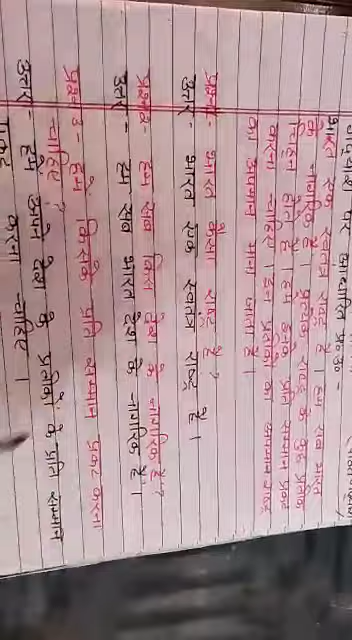 अनुच्छेद पर आधारित प्र०उ० -
भारत एक स्वतंत्र राष्ट्र है। हम सब भारत
के नागरिक है। प्रत्येक राष्ट्र के कुछ प्रतीक
चिह्न होते है। हमें इनके प्रति सम्मान प्रकट
करना चाहिए। इन प्रतीकों का अपमान राष्ट्र
का अपमान माना जाता है।
प्रश्न1- भारत कैसा राष्ट्र है?
उत्तर - भारत एक स्वतंत्र राष्ट्र है।
प्रश्न2- हम सब किस देश के नागरिक है?
उत्तर - हम सब भारत देश के नागरिक है।
प्रश्न-3- हमें किसके प्रति सम्मान प्रकट करना
चाहिए?
उत्तर - हमें अपने देश के प्रतीकों के प्रति सम्मान
प्रकट करना चाहिए।